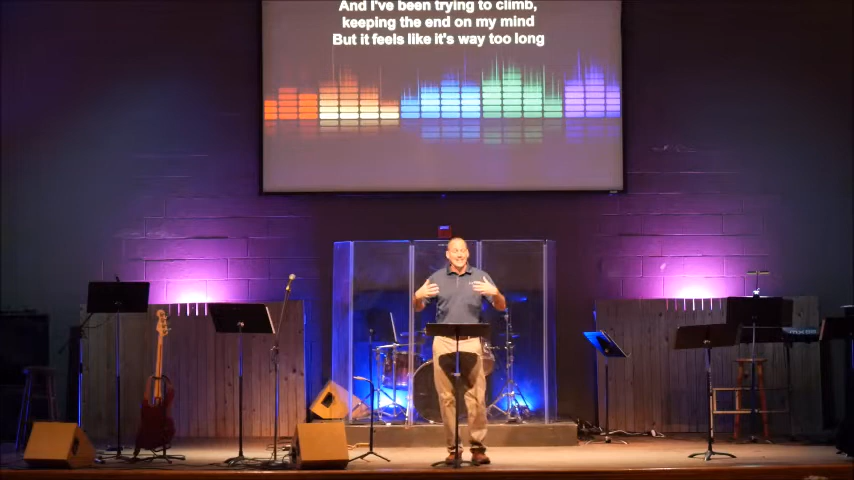 And I've been trying to climb,
keeping the end on my mind
But it feels like it's way too long